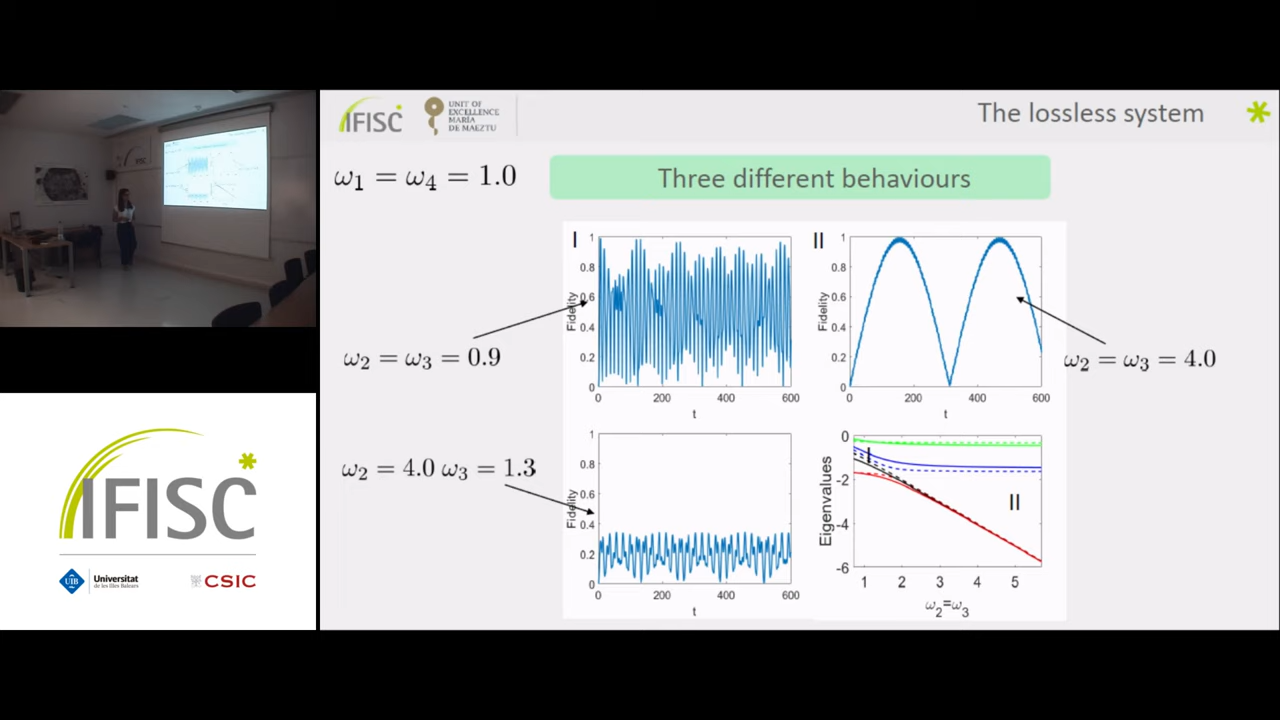 IFISC
UNIT OF
EXCELLENCE
MARÍA
DE MAEZTU
The lossless system
ω₁ = ω₄ = 1.0
Three different behaviours
I
1
0.8
0.6
0.4
0.2
0
Fidelity
0 200 400 600
t
II
1
0.8
0.6
0.4
0.2
0
Fidelity
0 200 400 600
t
ω₂ = ω₃ = 0.9
ω₂ = ω₃ = 4.0
ω₂ = 4.0 ω₃ = 1.3
1
0.8
0.6
0.4
0.2
0
Fidelity
0 200 400 600
t
0
-2
-4
-6
Eigenvalues
I
II
1 2 3 4 5
ω₂=ω₃
IFISC
UIB
Universitat
de les Illes Balears
CSIC